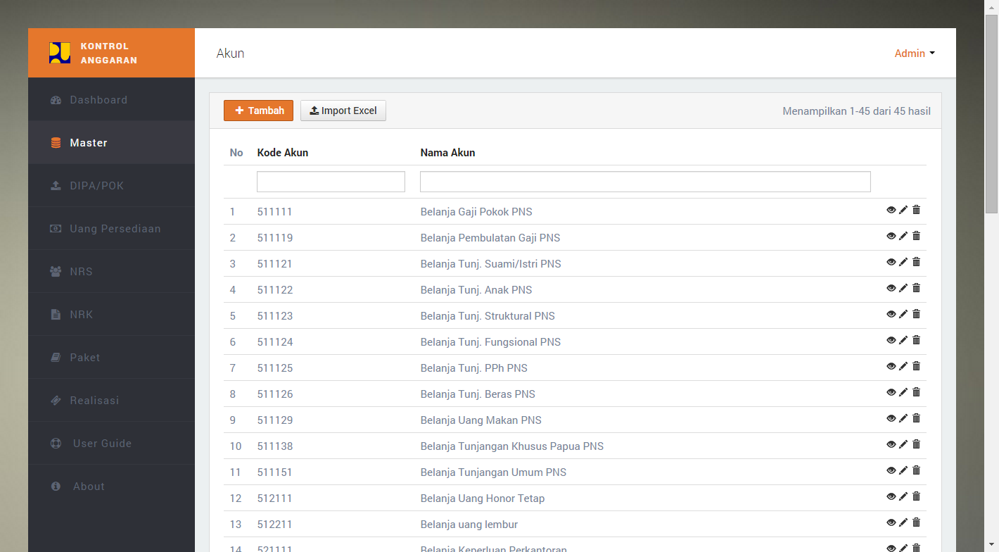 KONTROL
ANGGARAN
Akun
Admin
Dashboard
Master
DIPA/POK
Uang Persediaan
NRS
NRK
Paket
Realisasi
User Guide
About
Tambah Import Excel Menampilkan 1-45 dari 45 hasil
No Kode Akun Nama Akun
1 511111 Belanja Gaji Pokok PNS
2 511119 Belanja Pembulatan Gaji PNS
3 511121 Belanja Tunj. Suami/Istri PNS
4 511122 Belanja Tunj. Anak PNS
5 511123 Belanja Tunj. Struktural PNS
6 511124 Belanja Tunj. Fungsional PNS
7 511125 Belanja Tunj. PPh PNS
8 511126 Belanja Tunj. Beras PNS
9 511129 Belanja Uang Makan PNS
10 511138 Belanja Tunjangan Khusus Papua PNS
11 511151 Belanja Tunjangan Umum PNS
12 512111 Belanja Uang Honor Tetap
13 512211 Belanja uang lembur
14 521111 Belanja Keperluan Perkantoran